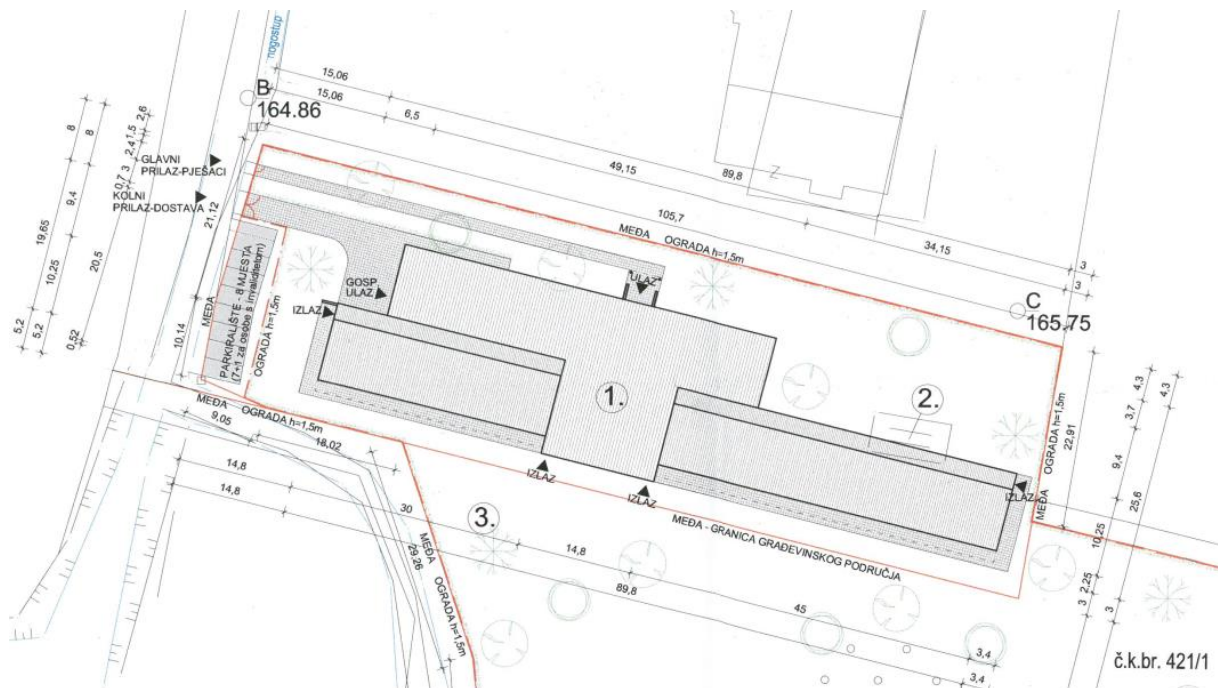 nogostup
B
164.86
15,06
15,06
6,5
49,15
89,8
105,7
34,15
3
3
MEĐA OGRADA h=1,5m
GLAVNI
PRILAZ-PJEŠACI
KOLNI
PRILAZ-DOSTAVA
8
8
2,6
1,5
2,4
3
0,7
9,4
19,65
10,25
20,5
5,2
5,2
0,52
21,12
10,14
MEĐA
PARKIRALIŠTE - 8 MJESTA
(7+1 za osobe s invaliditetom)
OGRADA h=1,5m
GOSP.
ULAZ
IZLAZ
"ULAZ"
Z
C
165.75
1.
2.
3.
MEĐA OGRADA h=1,5m
22,91
4,3
4,3
3,7
9,4
25,6
10,25
2,25
3
3
IZLAZ
IZLAZ
IZLAZ
MEĐA OGRADA h=1,5m
9,05
18,02
14,8
14,8
30
14,8
89,8
45
3,4
3,4
MEĐA - GRANICA GRAĐEVINSKOG PODRUČJA
MEĐA OGRADA h=1,5m
29,26
č.k.br. 421/1